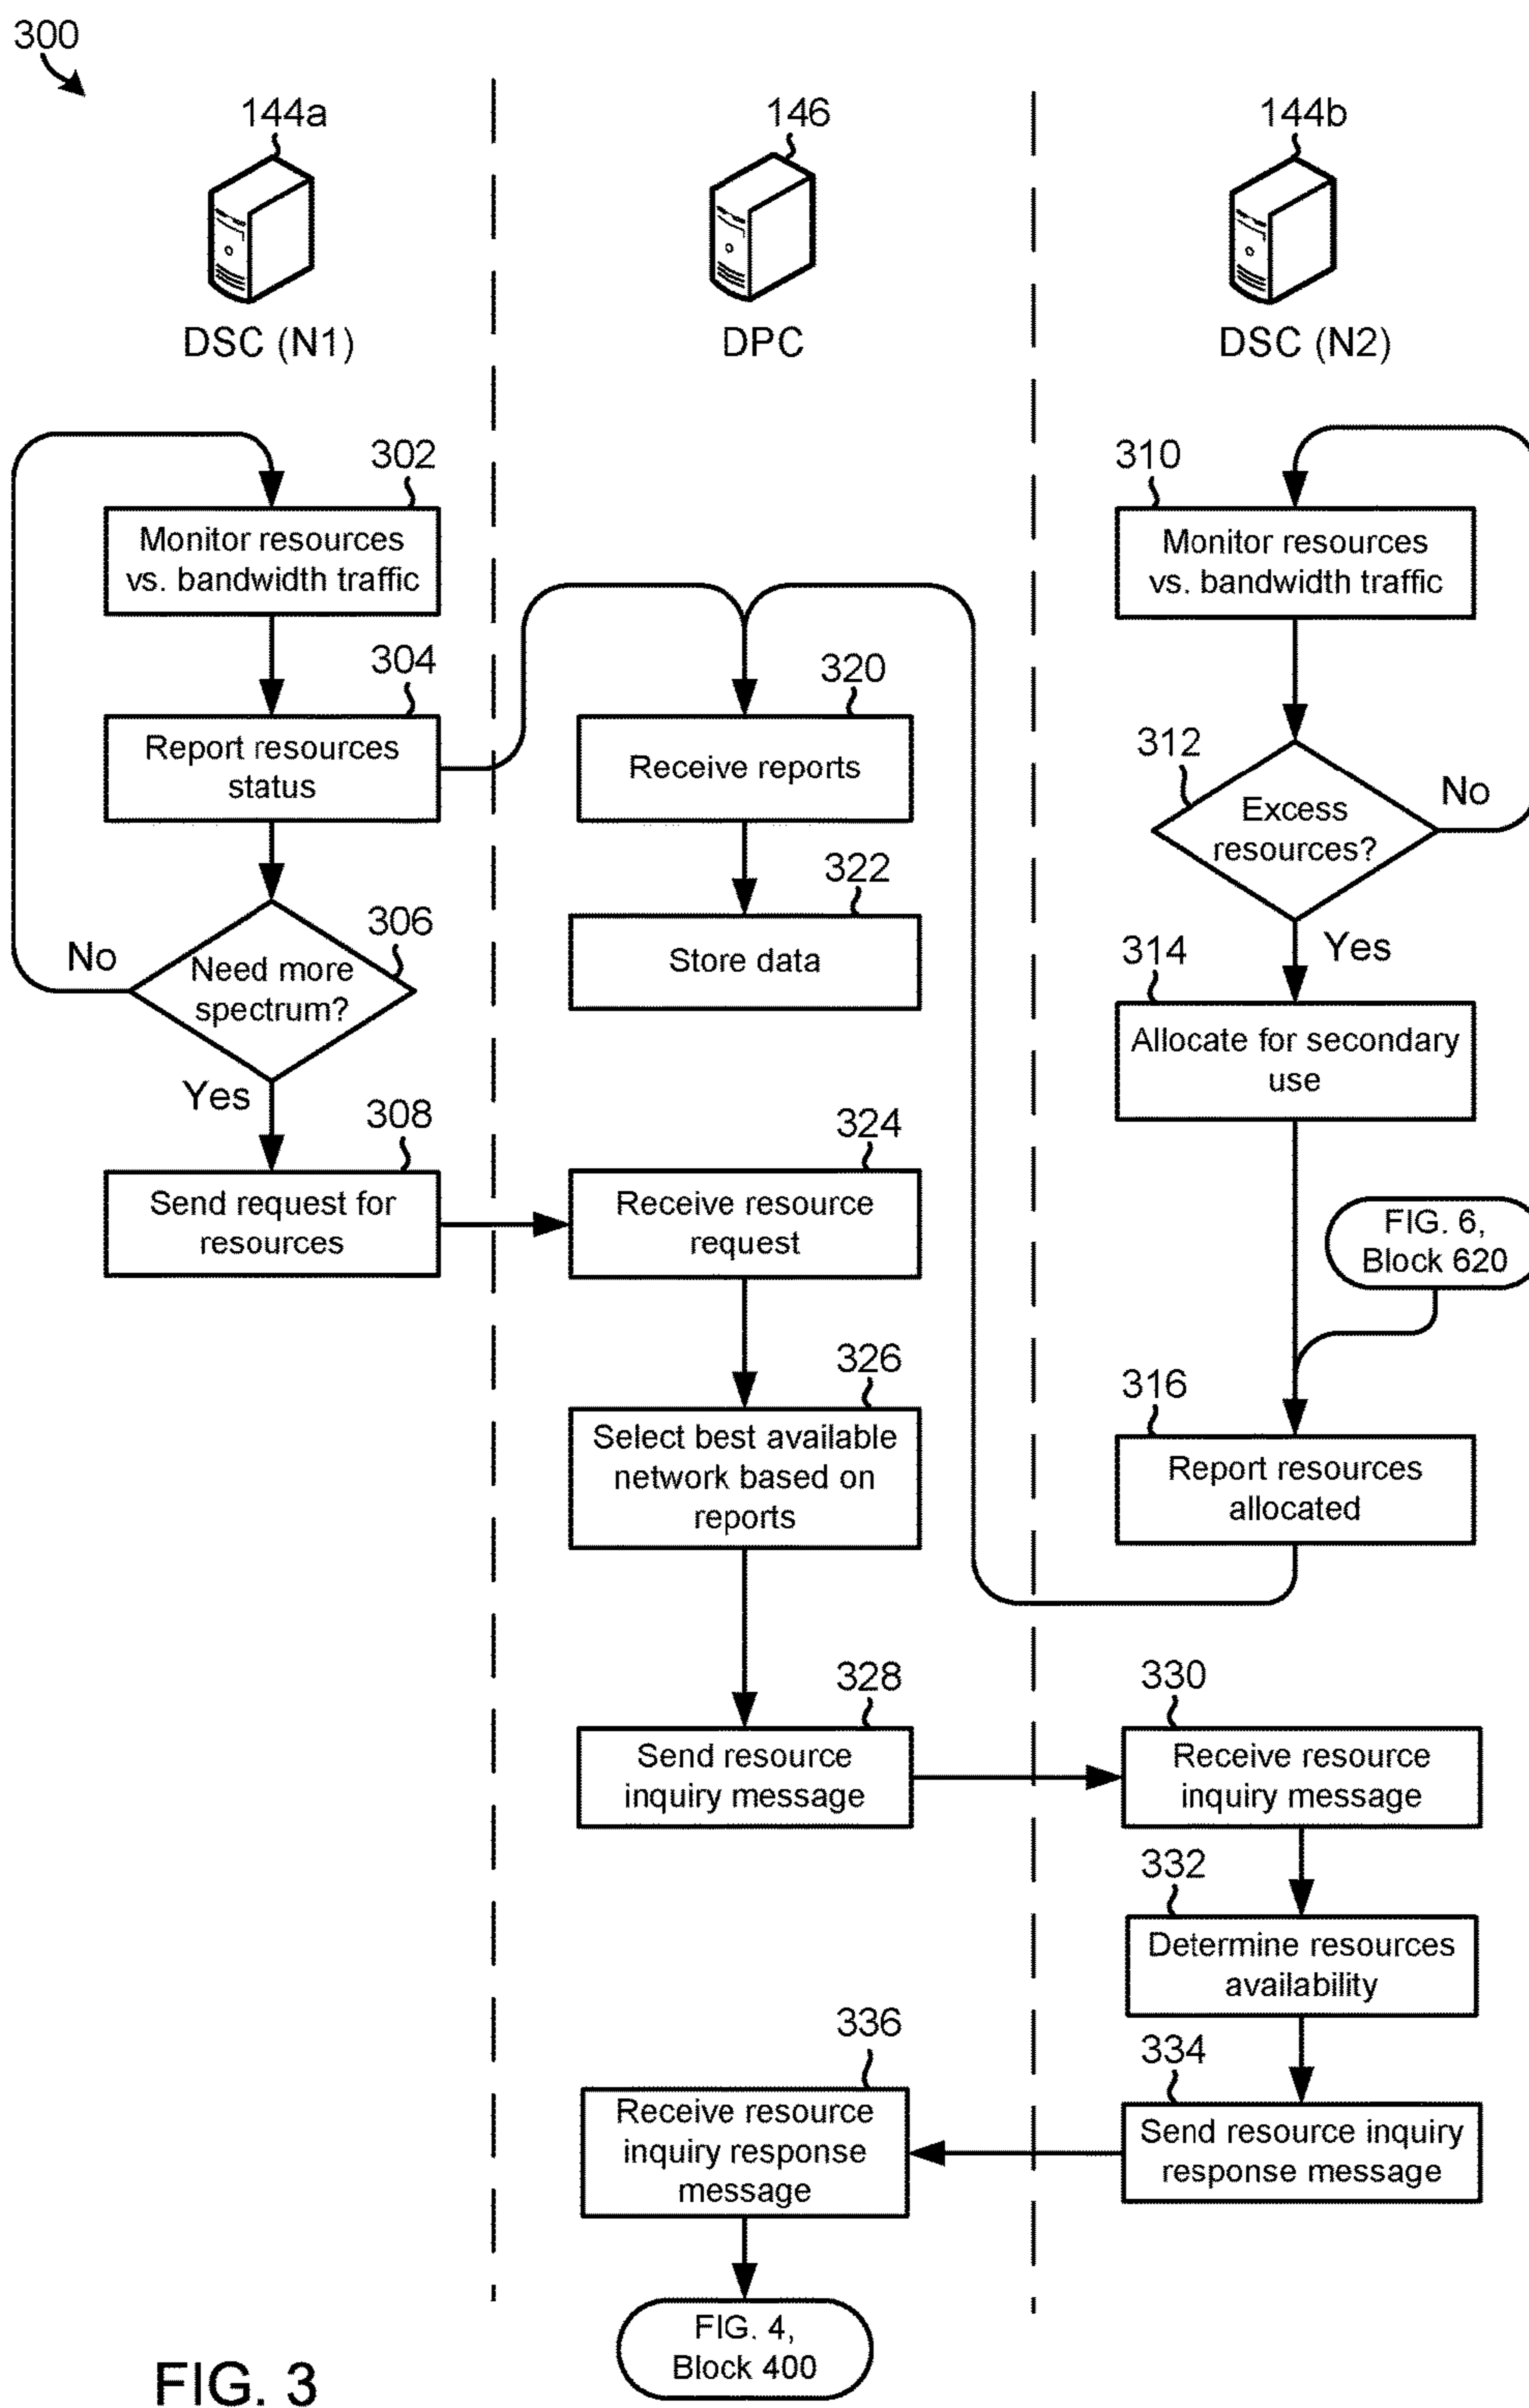 300
144a
146
144b
DSC (N1)
DPC
DSC (N2)
302
Monitor resources
vs. bandwidth traffic
304
Report resources
status
306
Need more
spectrum?
No
Yes
308
Send request for
resources
320
Receive reports
322
Store data
324
Receive resource
request
326
Select best available
network based on
reports
328
Send resource
inquiry message
336
Receive resource
inquiry response
message
FIG. 4,
Block 400
310
Monitor resources
vs. bandwidth traffic
312
Excess
resources?
No
Yes
314
Allocate for secondary
use
FIG. 6,
Block 620
316
Report resources
allocated
330
Receive resource
inquiry message
332
Determine resources
availability
334
Send resource inquiry
response message
FIG. 3